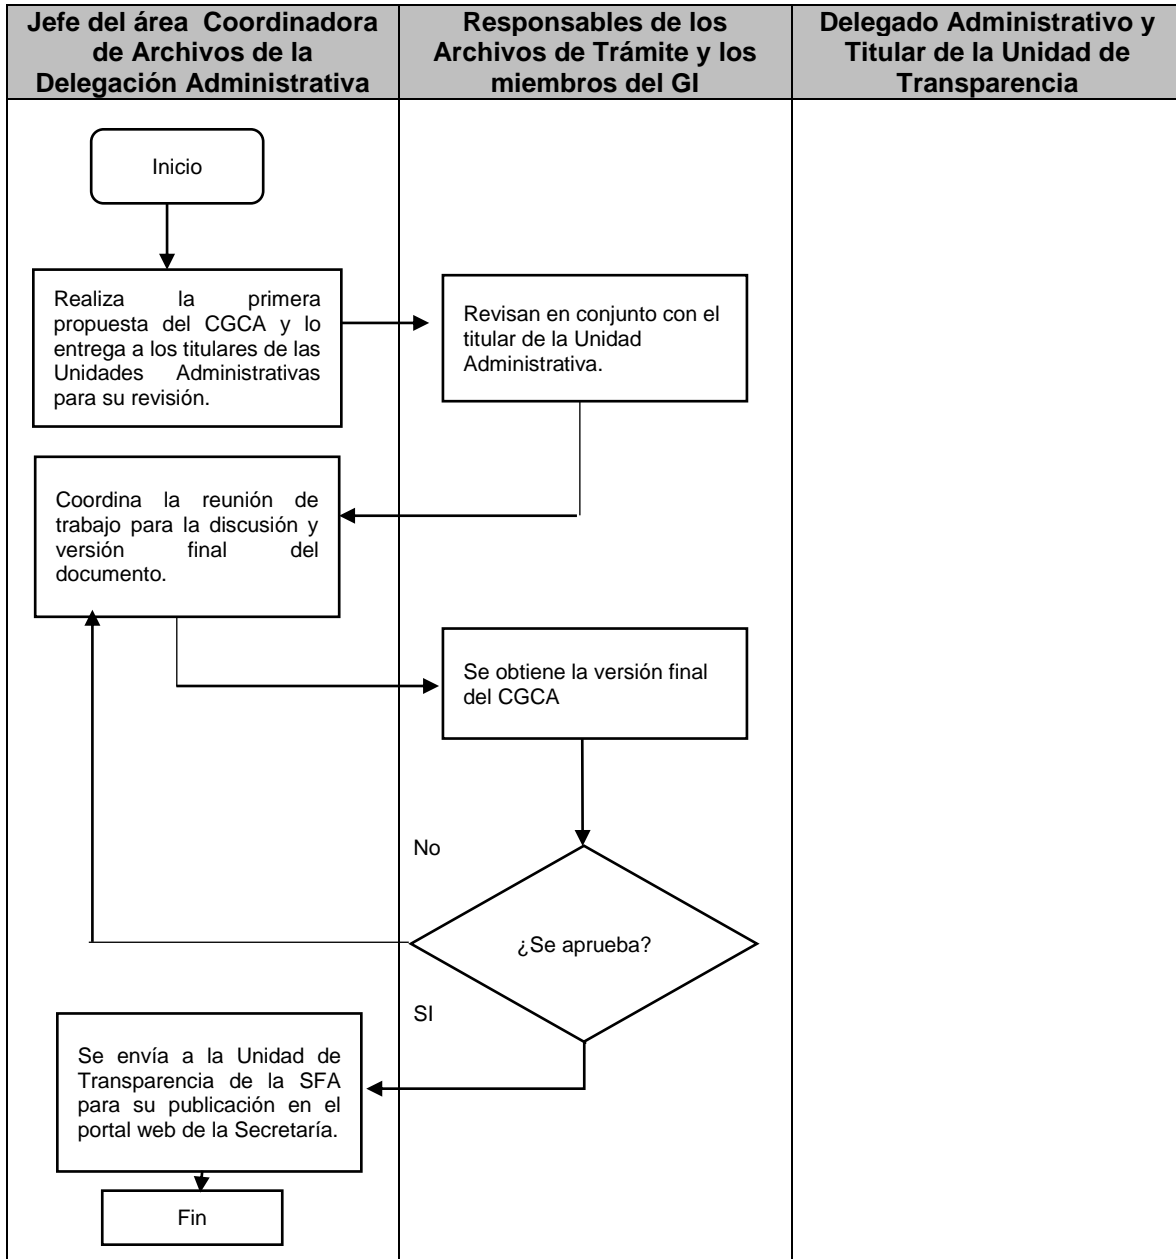 Jefe del área Coordinadora
de Archivos de la
Delegación Administrativa
Responsables de los
Archivos de Trámite y los
miembros del GI
Delegado Administrativo y
Titular de la Unidad de
Transparencia
Inicio
Realiza la primera
propuesta del CGCA y lo
entrega a los titulares de las
Unidades Administrativas
para su revisión.
Revisan en conjunto con el
titular de la Unidad
Administrativa.
Coordina la reunión de
trabajo para la discusión y
versión final del
documento.
Se obtiene la versión final
del CGCA
No
¿Se aprueba?
SI
Se envía a la Unidad de
Transparencia de la SFA
para su publicación en el
portal web de la Secretaría.
Fin